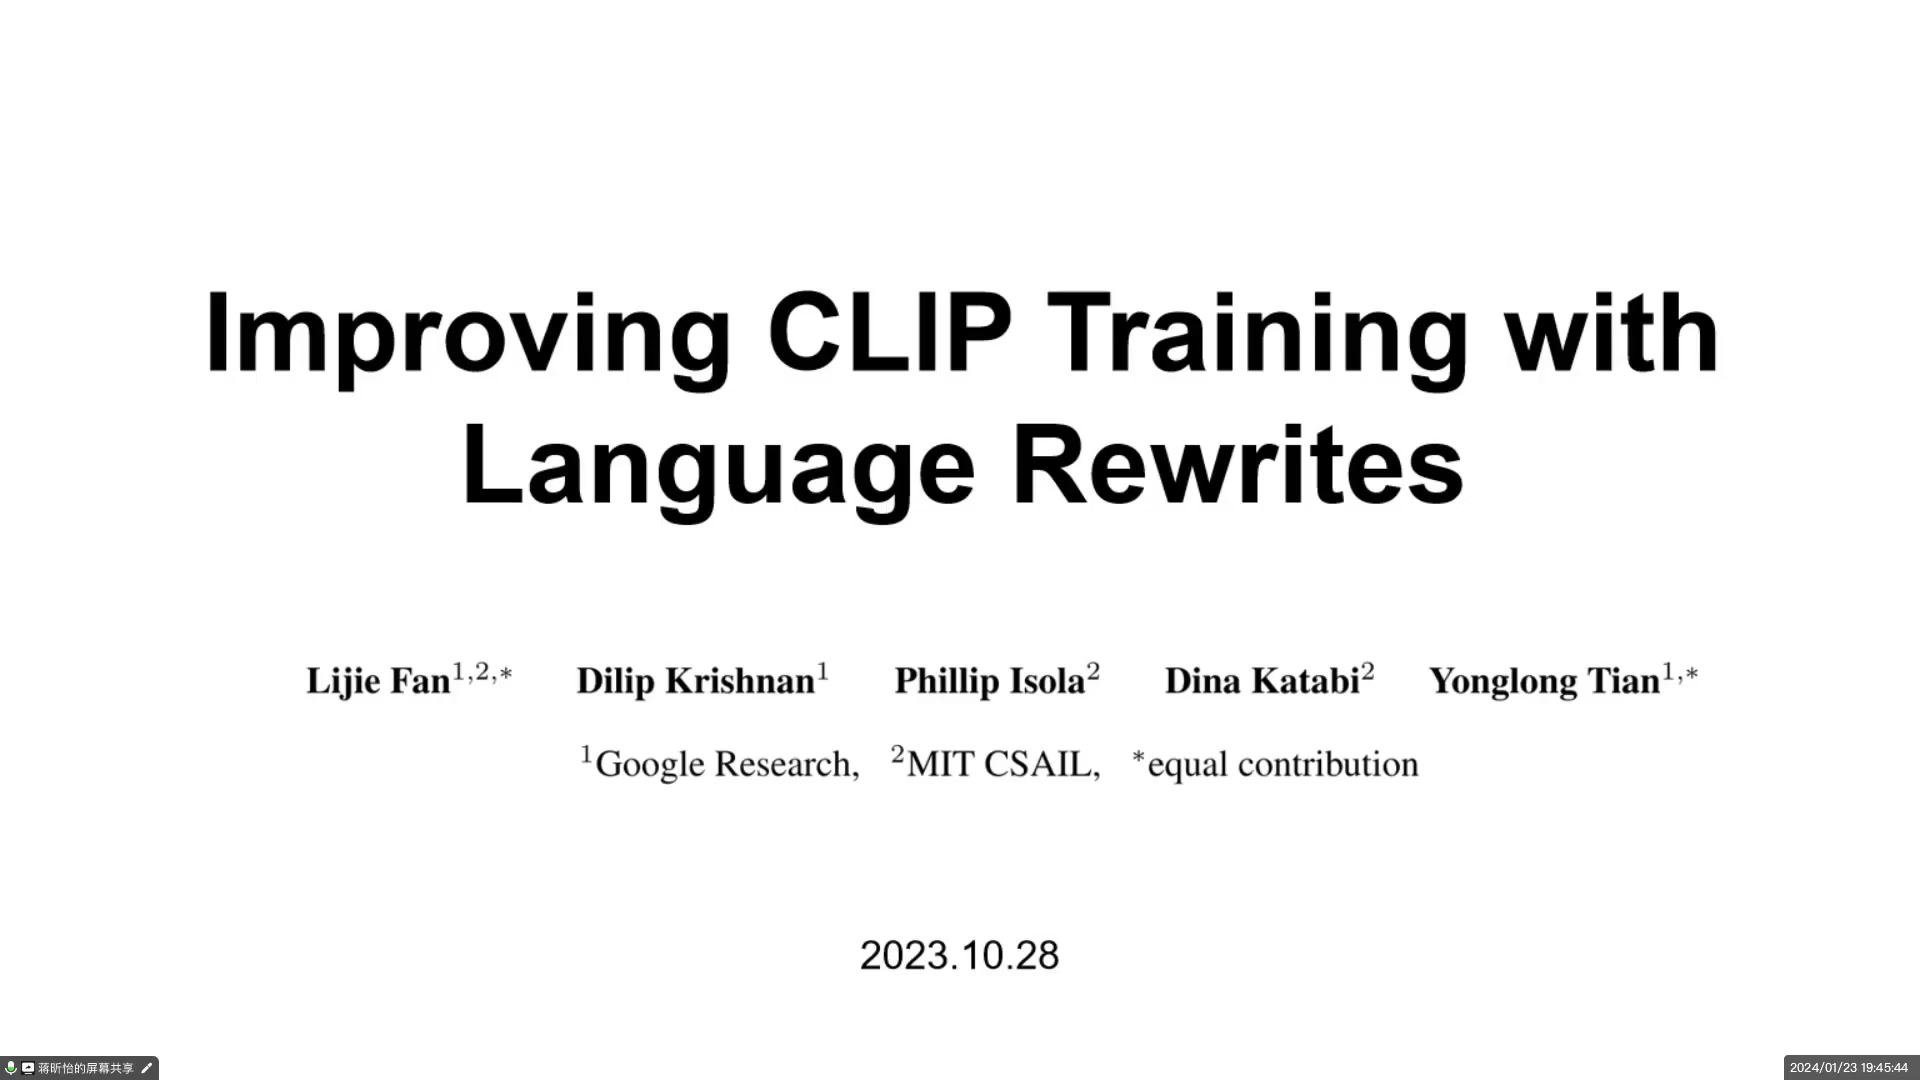 Improving CLIP Training with
Language Rewrites
Lijie Fan1,2,* Dilip Krishnan1 Phillip Isola2 Dina Katabi2 Yonglong Tian1,*
1Google Research, 2MIT CSAIL, *equal contribution
2023.10.28
蒋昕怡的屏幕共享
2024/01/23 19:45:44